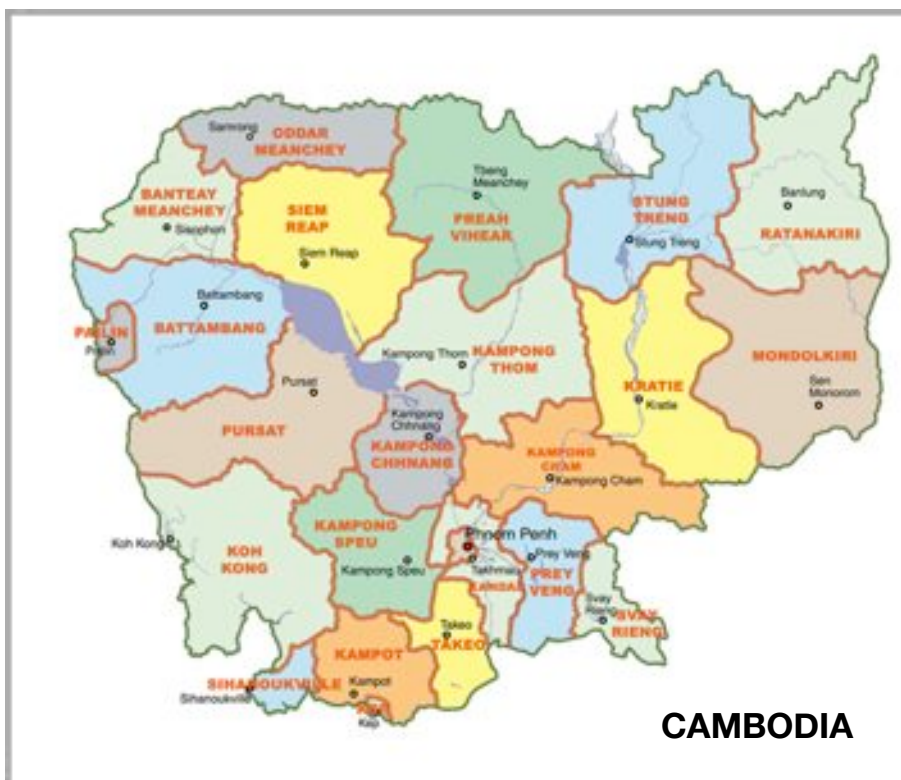 Samrong
ODDAR
MEANCHEY
Tbeng
Meanchey
BANTEAY
MEANCHEY
SIEM
REAP
PREAH
VIHEAR
STUNG
TRENG
Banlung
RATANAKIRI
Sisophon
Siem Reap
Stung Treng
Battambang
BATTAMBANG
PAILIN
Pailin
Kampong Thom
KAMPONG
THOM
MONDOLKIRI
KRATIE
Kratie
Sen
Monorom
Pursat
PURSAT
Kampong
Chhnang
KAMPONG
CHHNANG
KAMPONG
CHAM
Kampong Cham
KAMPONG
SPEU
Kampong Speu
Koh Kong
KOH
KONG
Phnom Penh
Takhmau
KANDAL
Prey Veng
PREY
VENG
Svay
Rieng
SVAY
RIENG
Takeo
TAKEO
KAMPOT
Kampot
SIHANOUKVILLE
Sihanoukville
Kep
CAMBODIA